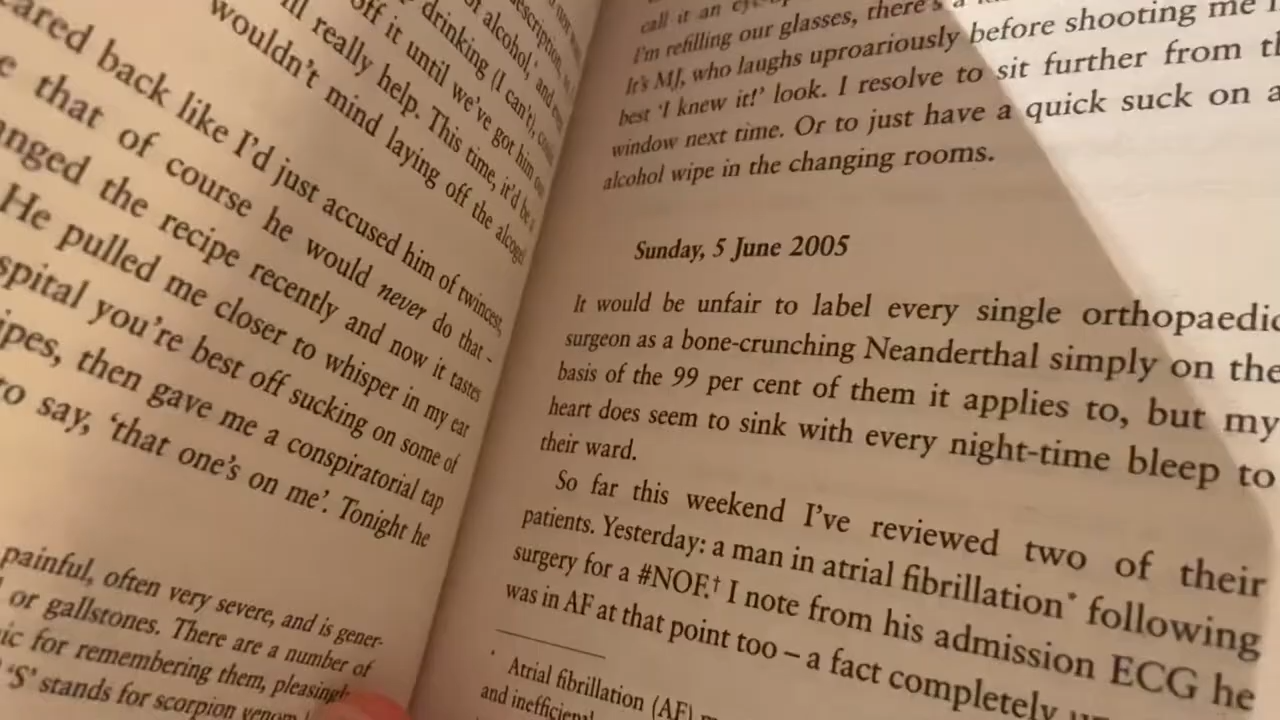 ared back like I'd just accused him of twincest,
e that of course he would never do that –
nged the recipe recently and now it tastes
He pulled me closer to whisper in my ear
spital you're best off sucking on some of
ipes, then gave me a conspiratorial tap
to say, 'that one's on me'. Tonight he
escription,
of alcohol,* and
drinking (I can't),
off it until we've got him
ll really help. This time, it'd be a
wouldn't mind laying off the alcogel
painful, often very severe, and is gener-
or gallstones. There are a number of
ic for remembering them, pleasingly
'S' stands for scorpion venom
call it an
I'm refilling our glasses, there's a
It's MJ, who laughs uproariously before shooting me
best 'I knew it!' look. I resolve to sit further from th
window next time. Or to just have a quick suck on a
alcohol wipe in the changing rooms.
Sunday, 5 June 2005
It would be unfair to label every single orthopaedic
surgeon as a bone-crunching Neanderthal simply on the
basis of the 99 per cent of them it applies to, but my
heart does seem to sink with every night-time bleep to
their ward.
So far this weekend I've reviewed two of their
patients. Yesterday: a man in atrial fibrillation* following
surgery for a #NOF.† I note from his admission ECG he
was in AF at that point too – a fact completely
* Atrial fibrillation (AF)
and